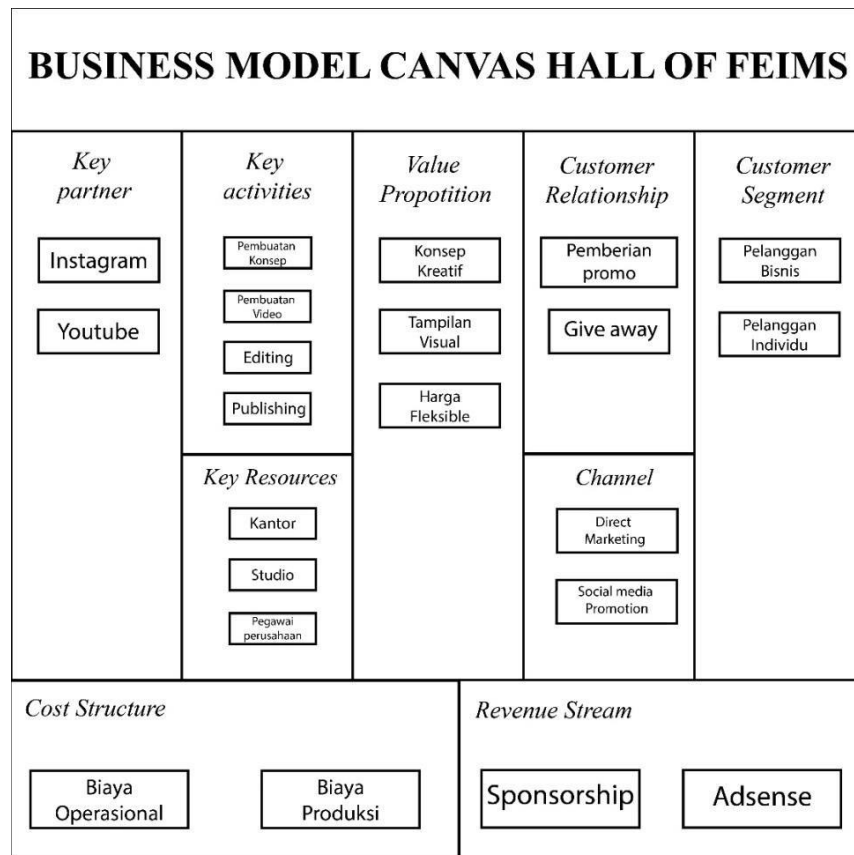 BUSINESS MODEL CANVAS HALL OF FEIMS
Key
partner
Instagram
Youtube
Key
activities
Pembuatan
Konsep
Pembuatan
Video
Editing
Publishing
Key Resources
Kantor
Studio
Pegawai
perusahaan
Value
Propotition
Konsep
Kreatif
Tampilan
Visual
Harga
Fleksible
Customer
Relationship
Pemberian
promo
Give away
Channel
Direct
Marketing
Social media
Promotion
Customer
Segment
Pelanggan
Bisnis
Pelanggan
Individu
Cost Structure
Biaya
Operasional
Biaya
Produksi
Revenue Stream
Sponsorship
Adsense